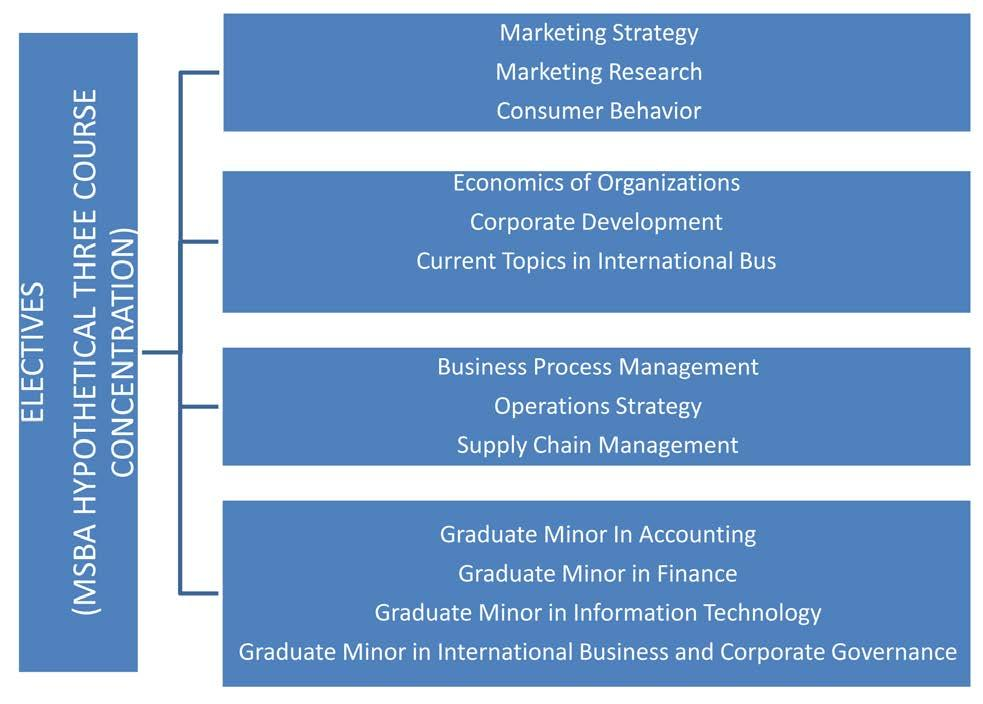 ELECTIVES
(MSBA HYPOTHETICAL THREE COURSE
CONCENTRATION)
Marketing Strategy
Marketing Research
Consumer Behavior
Economics of Organizations
Corporate Development
Current Topics in International Bus
Business Process Management
Operations Strategy
Supply Chain Management
Graduate Minor In Accounting
Graduate Minor in Finance
Graduate Minor in Information Technology
Graduate Minor in International Business and Corporate Governance